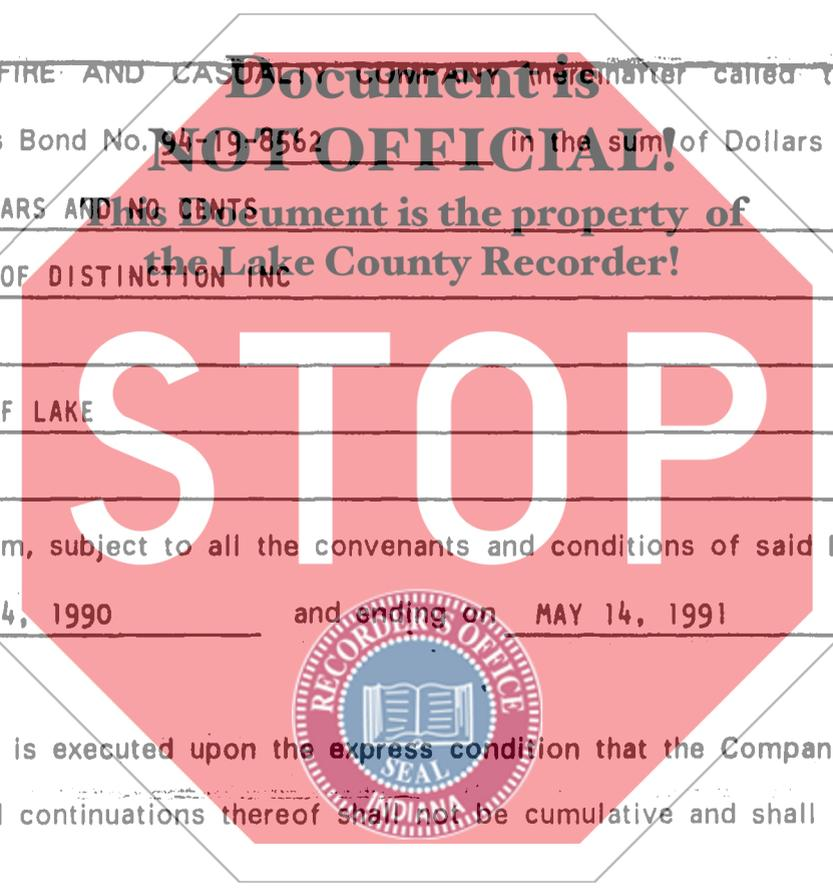 FIRE AND CASUALTY COMPANY (hereinafter called t
Document is
s Bond No. 94-19-8562 in the sum of Dollars
NOT OFFICIAL!
ARS AND NO CENTS
This Document is the property of
the Lake County Recorder!
OF DISTINCTION INC
STOP
F LAKE
m, subject to all the convenants and conditions of said
4, 1990 and ending on MAY 14, 1991
RECORDER'S OFFICE
is executed upon the express condition that the Compan
SEAL
INDIANA
continuations thereof shall not be cumulative and shall